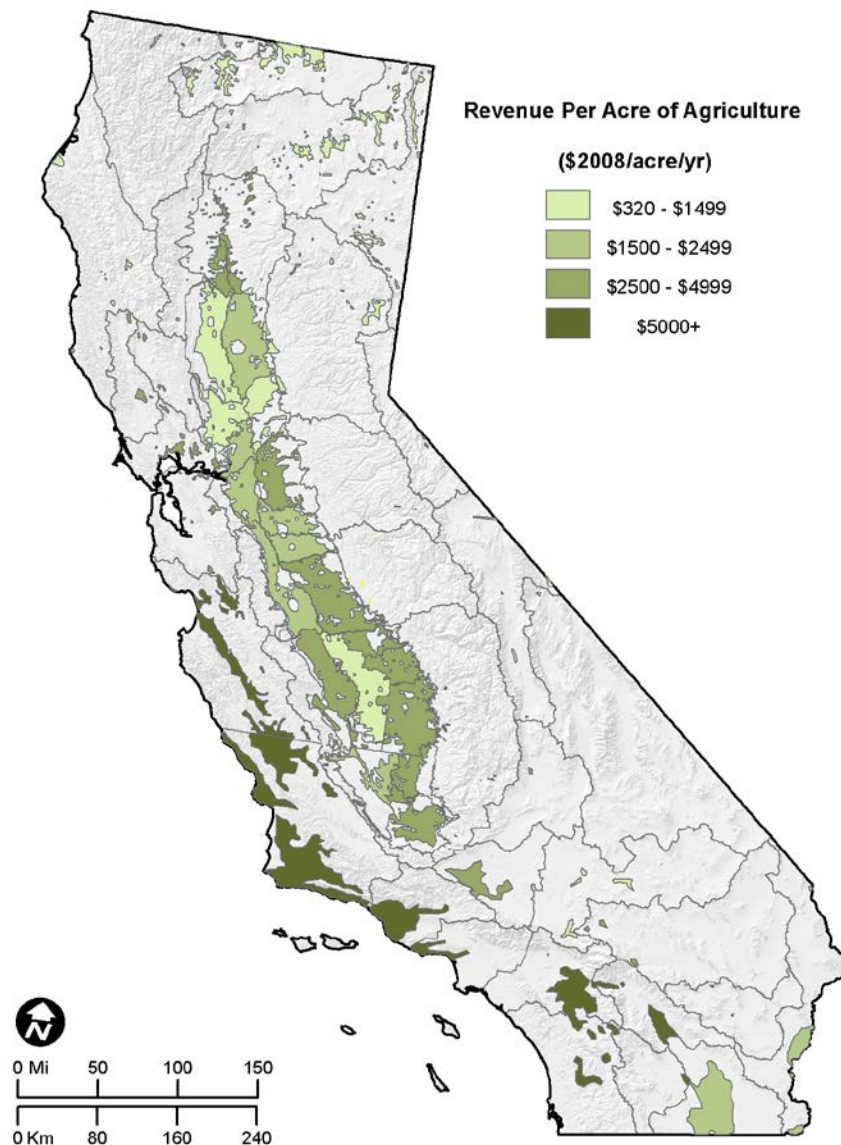 Revenue Per Acre of Agriculture
($2008/acre/yr)
$320 - $1499
$1500 - $2499
$2500 - $4999
$5000+
N
0 Mi 50 100 150
0 Km 80 160 240